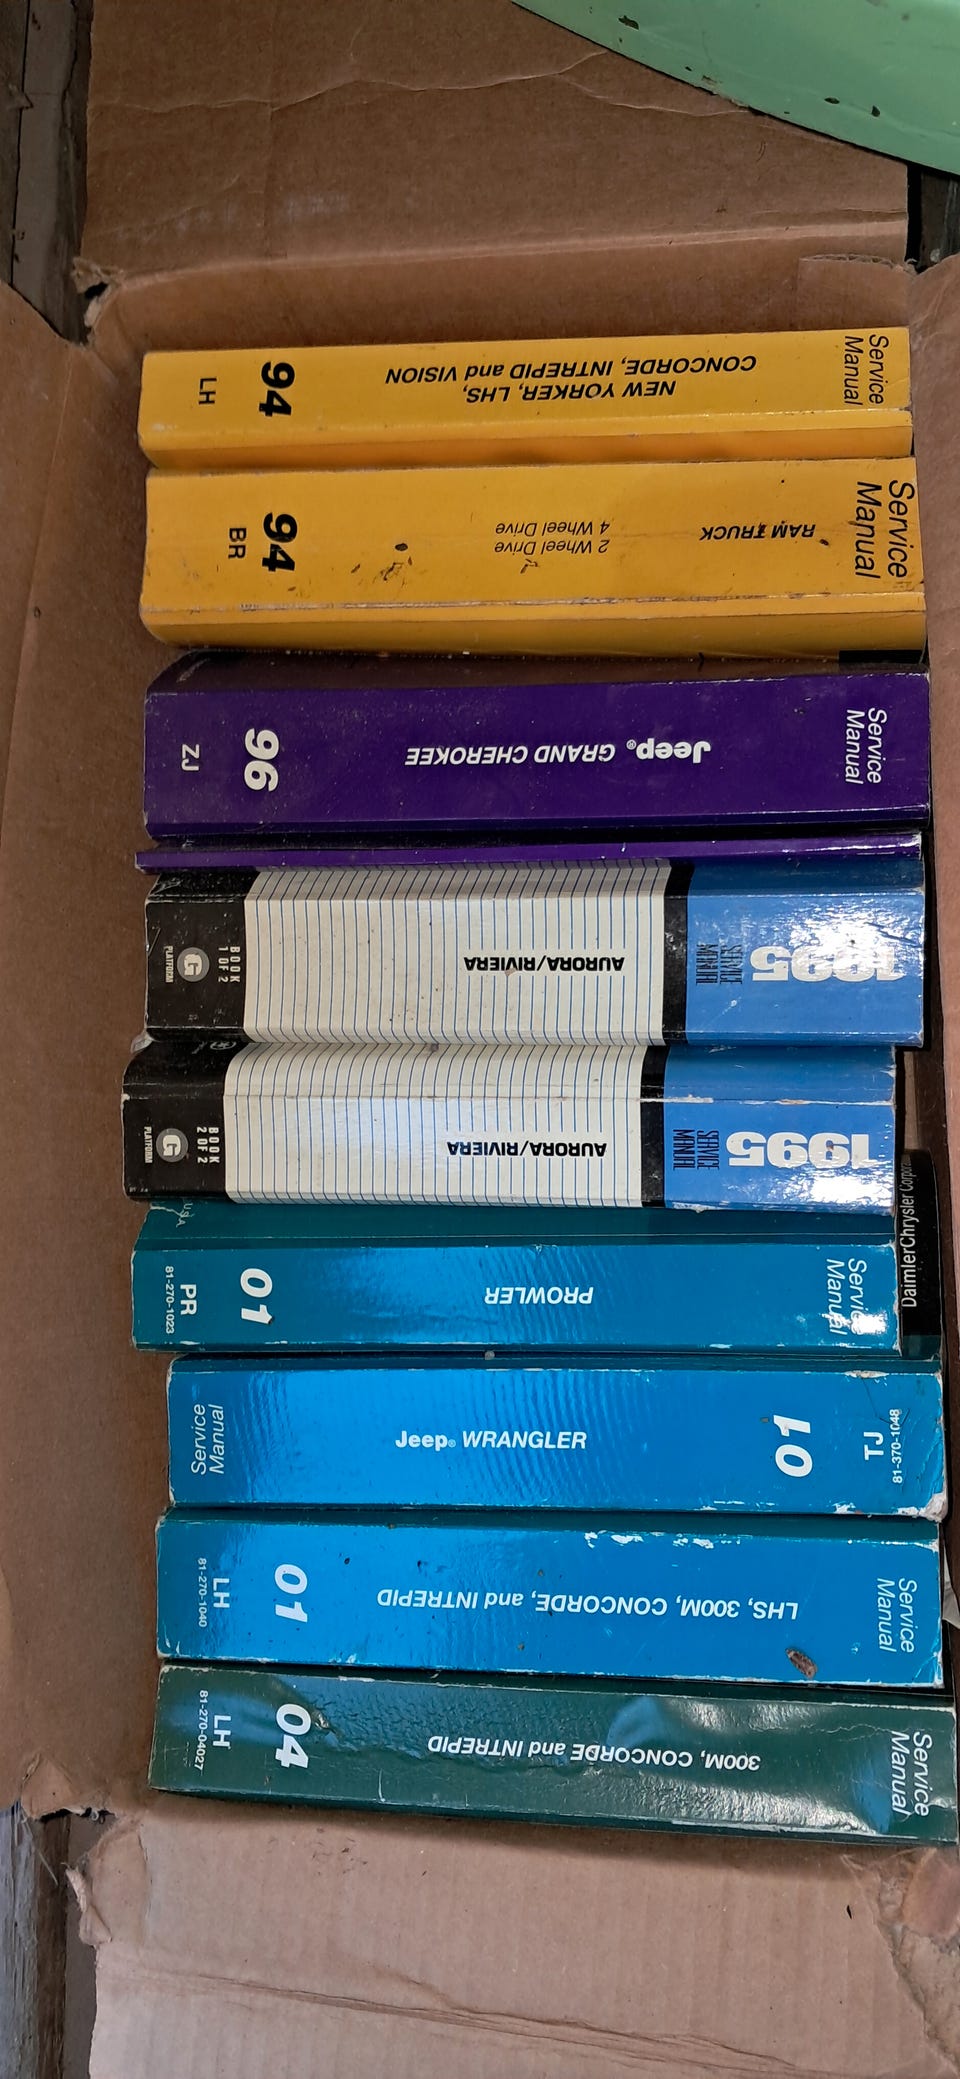 Service
Manual
NEW YORKER, LHS,
CONCORDE, INTREPID and VISION
94
LH
Service
Manual
RAM TRUCK
2 Wheel Drive
4 Wheel Drive
94
BR
Service
Manual
Jeep® GRAND CHEROKEE
96
ZJ
1995
SERVICE
MANUAL
AURORA/RIVIERA
BOOK
1 OF 2
G
PLATFORM
1995
SERVICE
MANUAL
AURORA/RIVIERA
BOOK
2 OF 2
G
PLATFORM
DaimlerChrysler
Service
Manual
PROWLER
01
PR
81-270-1023
Service
Manual
Jeep® WRANGLER
01
TJ
81-370-1048
Service
Manual
LHS, 300M, CONCORDE, and INTREPID
01
LH
81-270-1040
Service
Manual
300M, CONCORDE and INTREPID
04
LH
81-270-04027